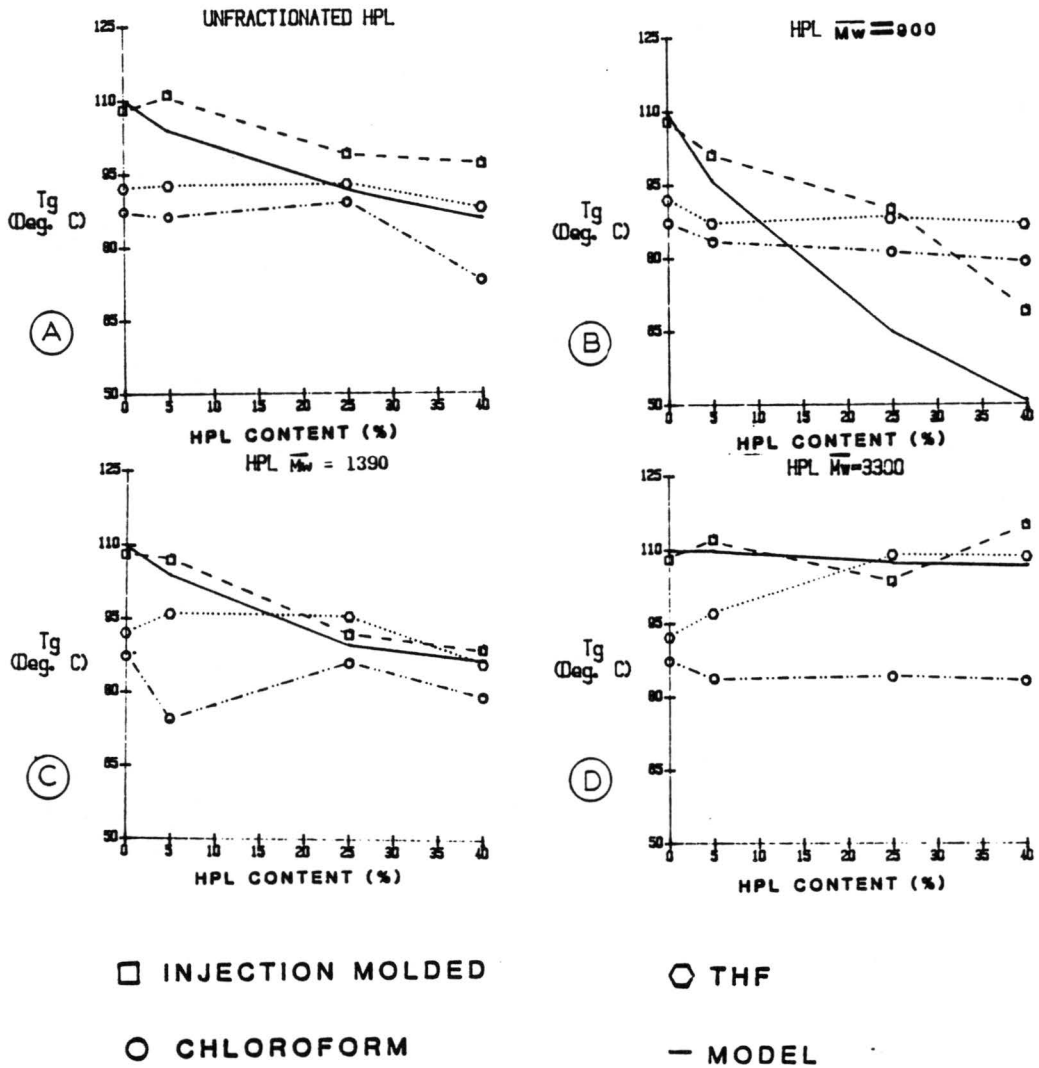 UNFRACTIONATED HPL
125
110
95
80
65
50
Tg
(Deg. C)
A
0 5 10 15 20 25 30 35 40
HPL CONTENT (%)
HPL Mw = 900
125
110
95
80
65
50
Tg
(Deg. C)
B
0 5 10 15 20 25 30 35 40
HPL CONTENT (%)
HPL Mw = 1390
125
110
95
80
65
50
Tg
(Deg. C)
C
0 5 10 15 20 25 30 35 40
HPL CONTENT (%)
HPL Mw=3300
125
110
95
80
65
50
Tg
(Deg. C)
D
0 5 10 15 20 25 30 35 40
HPL CONTENT (%)
INJECTION MOLDED
THF
CHLOROFORM
MODEL